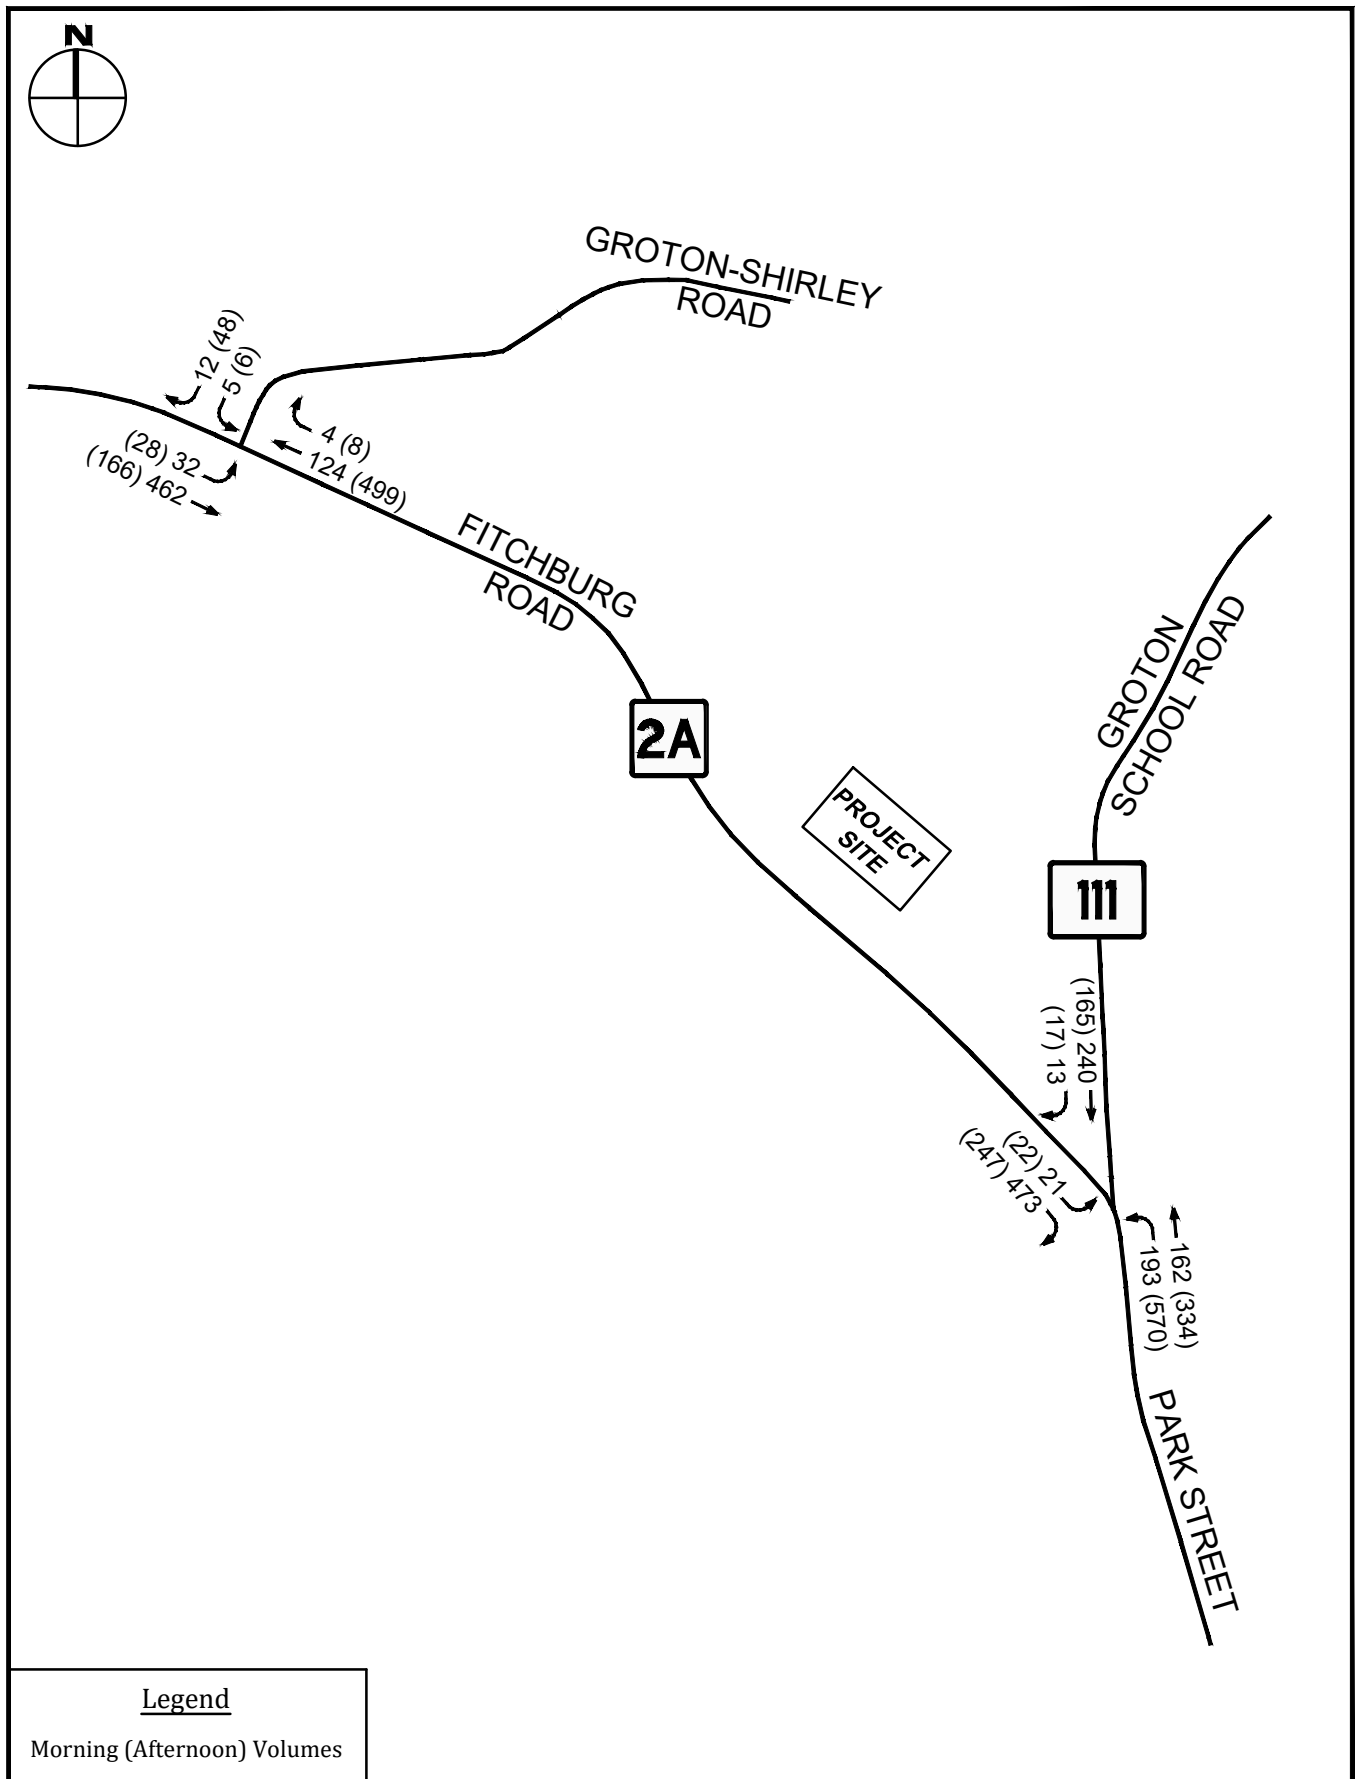 N
GROTON-SHIRLEY
ROAD
12 (48)
5 (6)
4 (8)
124 (499)
(28) 32
(166) 462
FITCHBURG
ROAD
GROTON
SCHOOL ROAD
2A
PROJECT
SITE
111
(165) 240
(17) 13
(22) 21
(247) 473
162 (334)
193 (570)
PARK STREET
Legend
Morning (Afternoon) Volumes